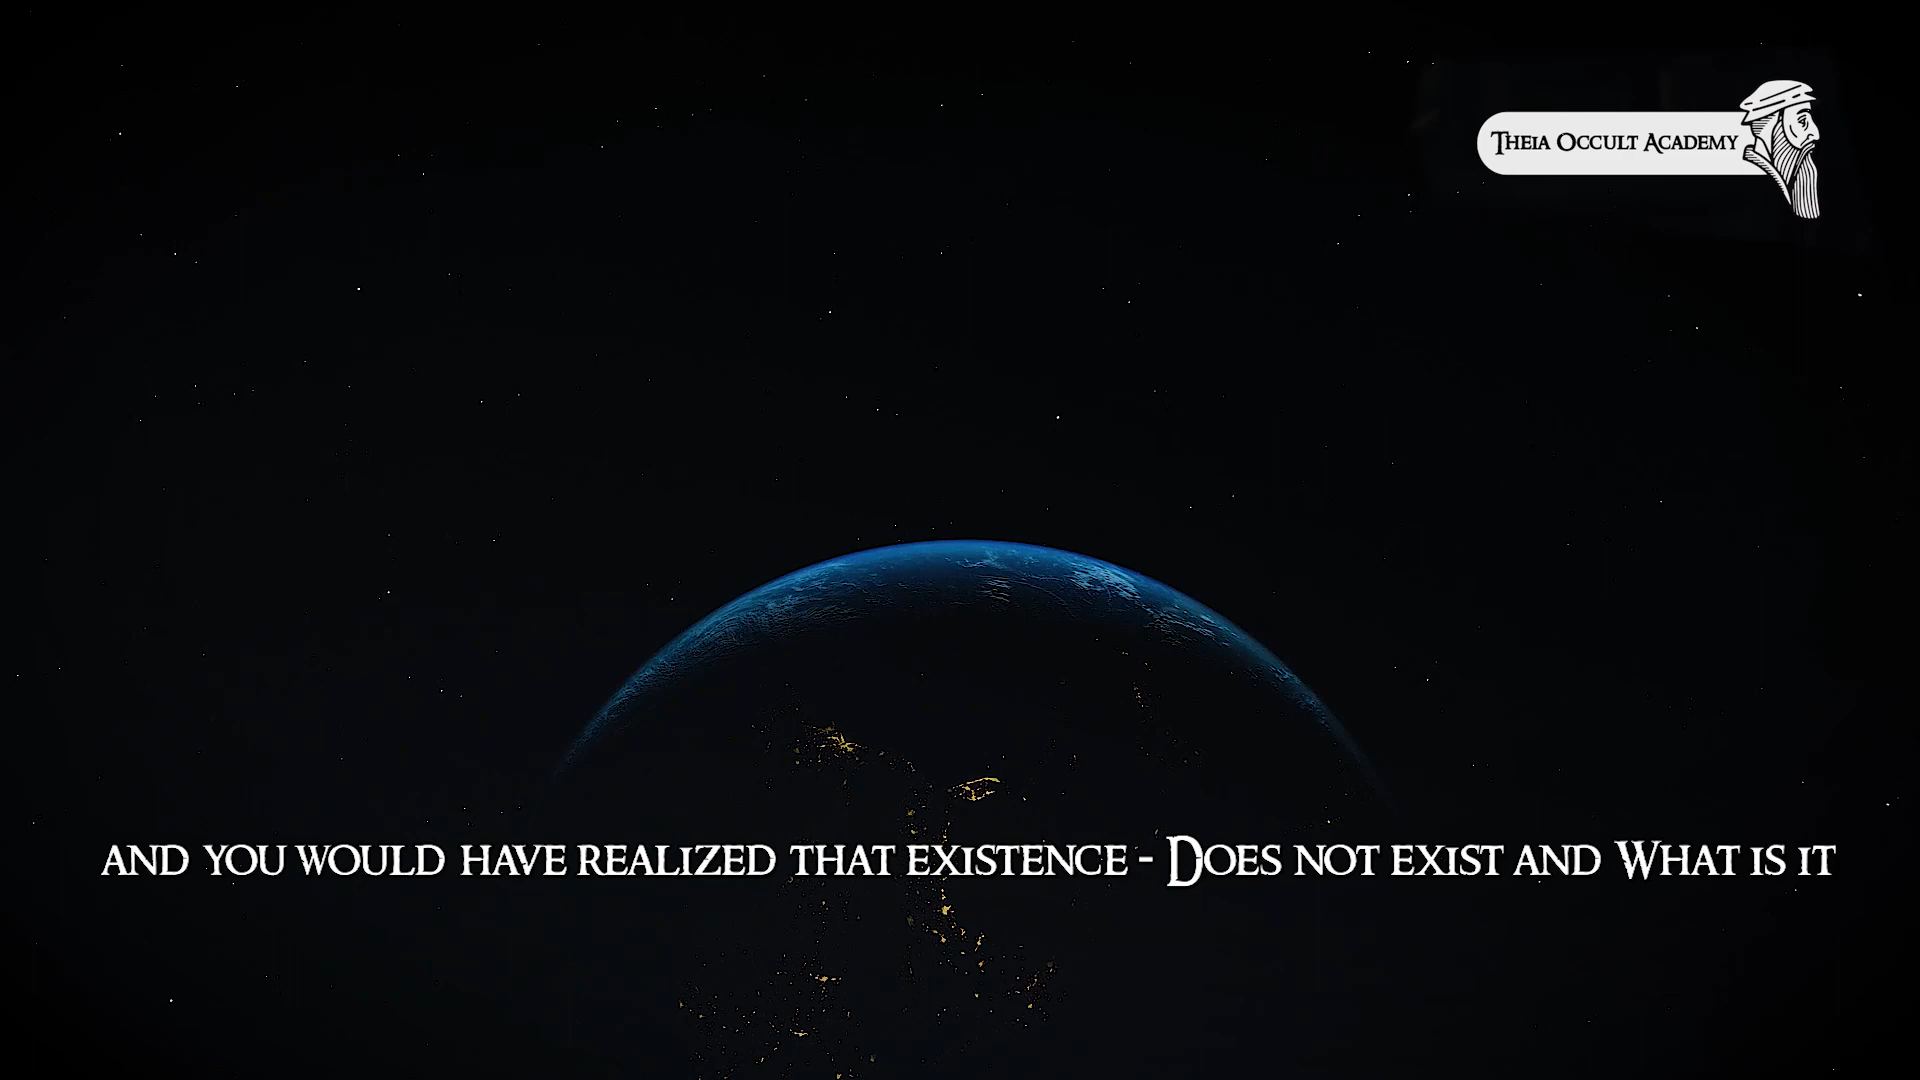 Theia Occult Academy
and you would have realized that existence - Does not exist and What is it